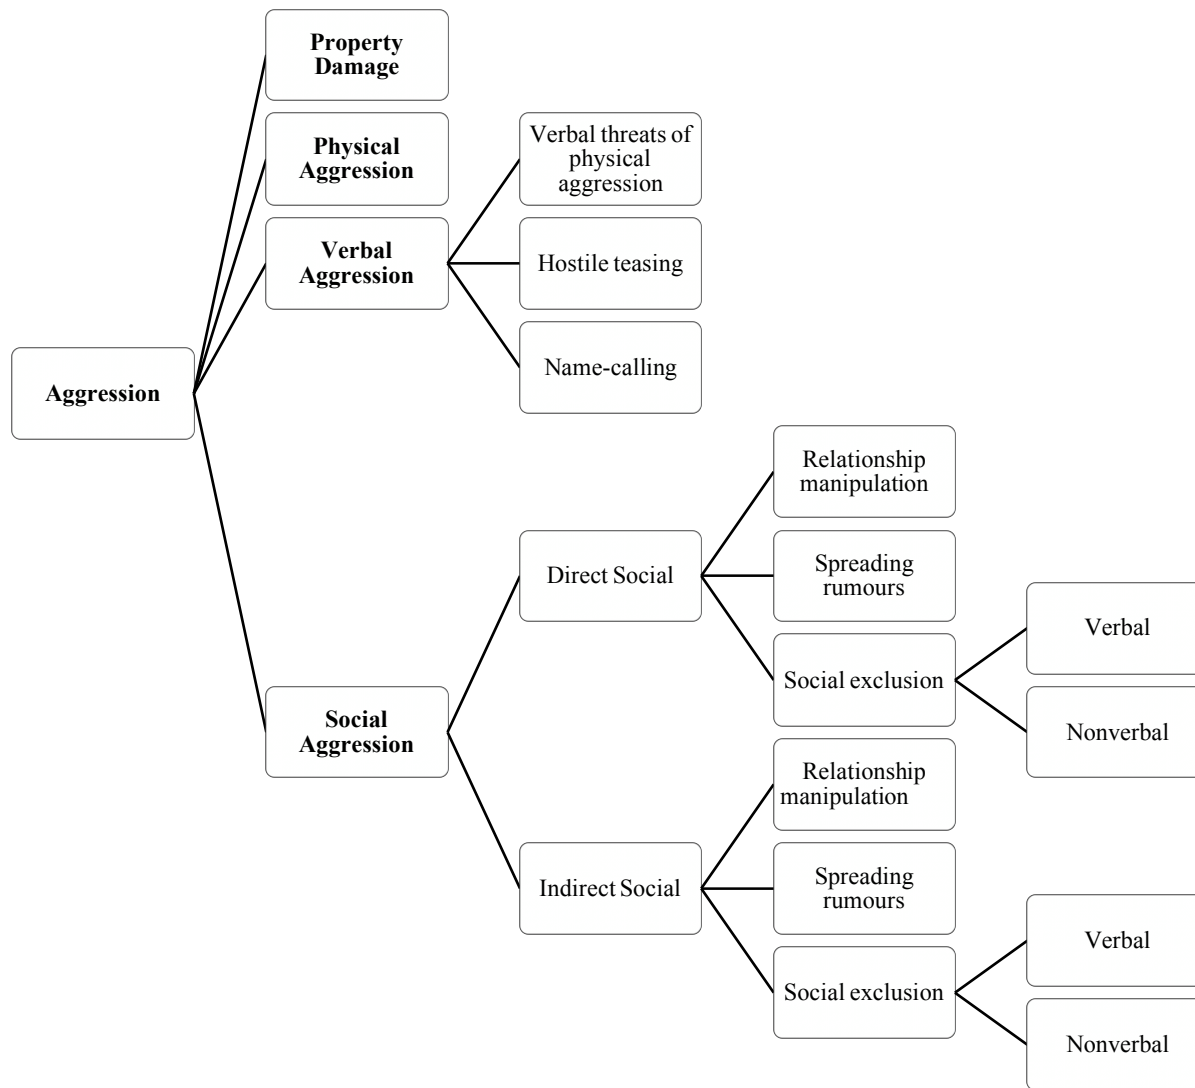 Property
Damage
Physical
Aggression
Verbal
Aggression
Verbal threats of
physical
aggression
Hostile teasing
Name-calling
Aggression
Social
Aggression
Direct Social
Relationship
manipulation
Spreading
rumours
Social exclusion
Verbal
Nonverbal
Indirect Social
Relationship
manipulation
Spreading
rumours
Social exclusion
Verbal
Nonverbal